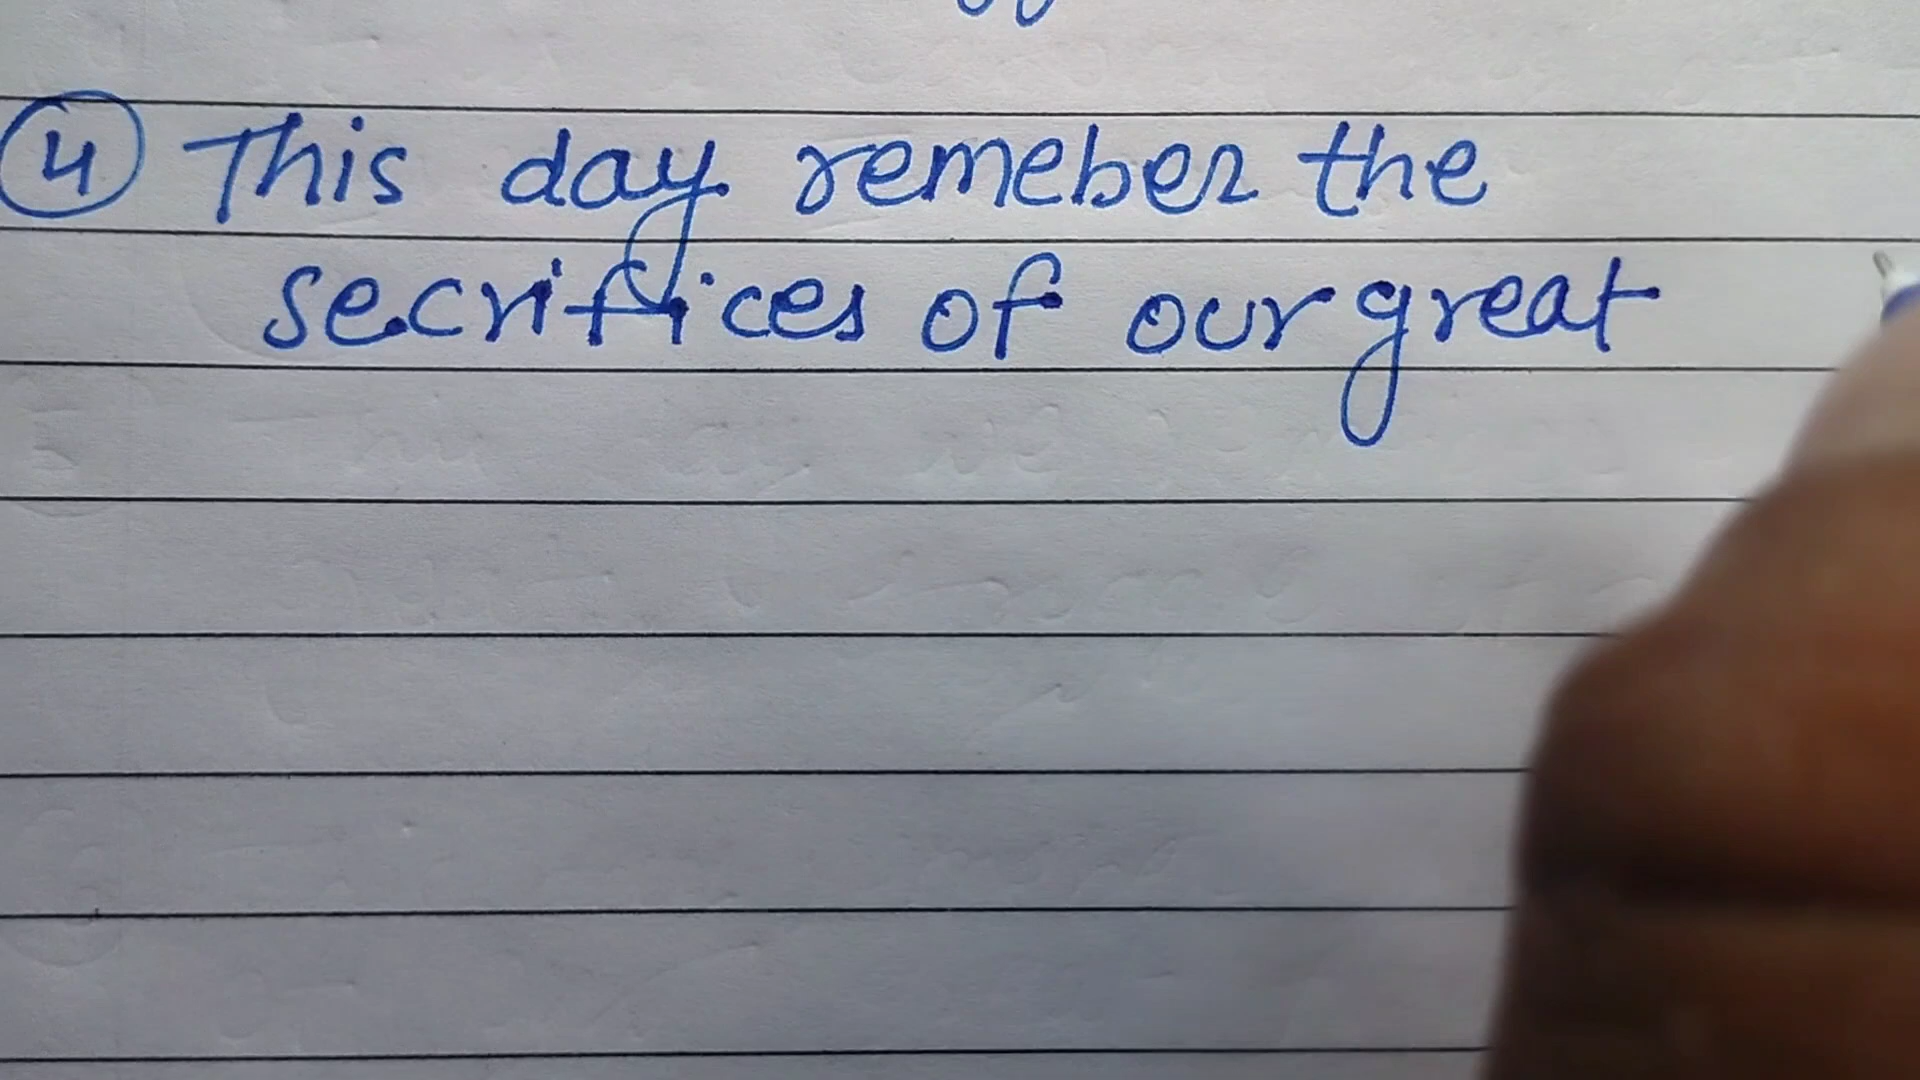 4 This day remeber the
secrifices of our great